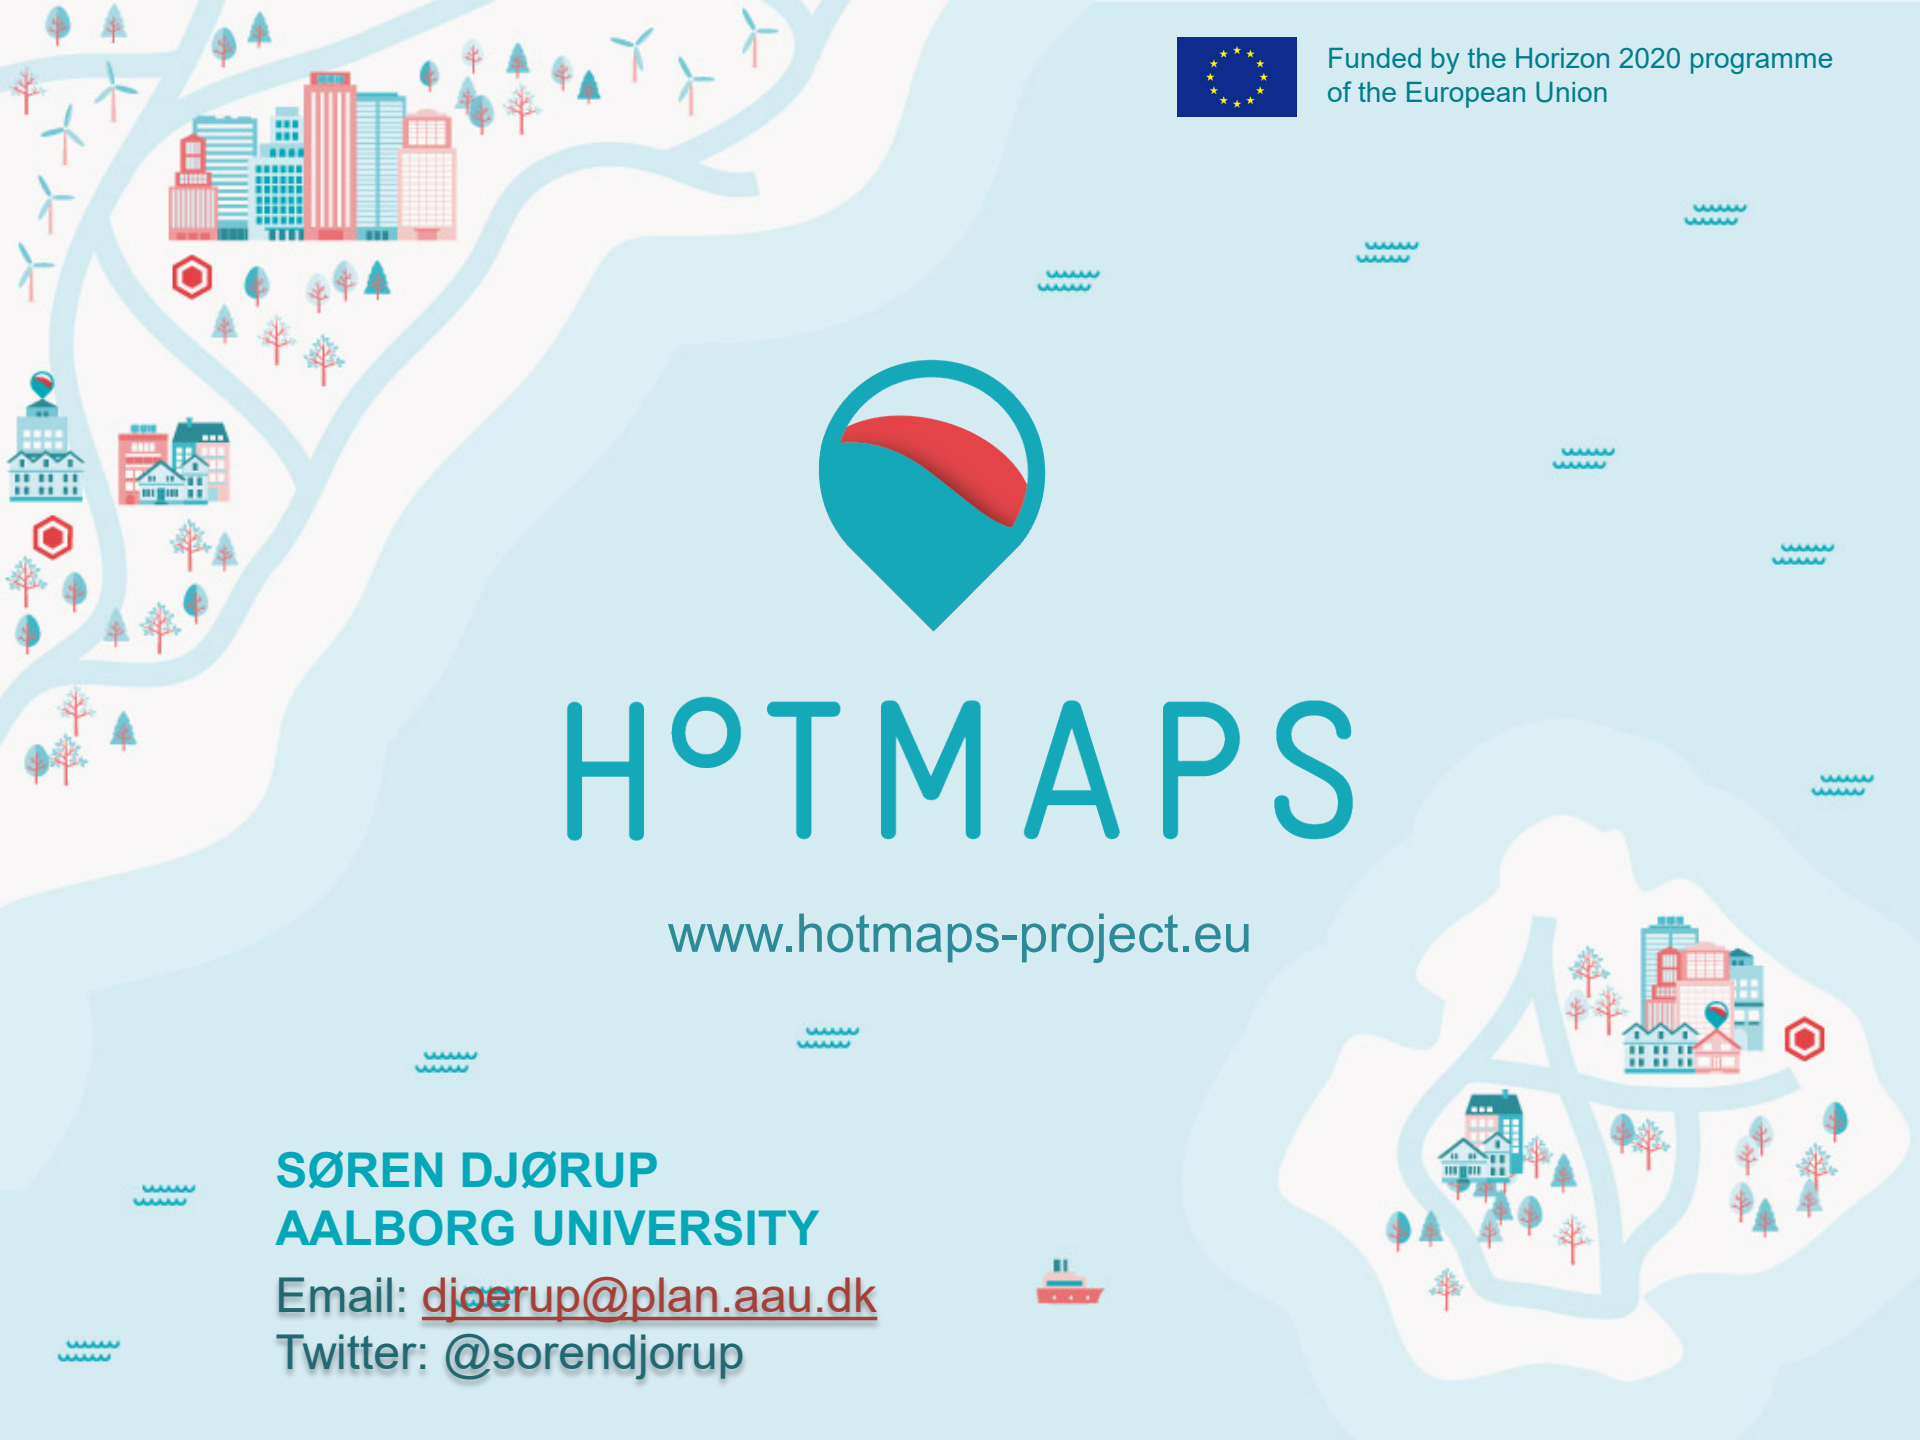 Funded by the Horizon 2020 programme
of the European Union
HOTMAPS
www.hotmaps-project.eu
SØREN DJØRUP
AALBORG UNIVERSITY
Email: djoerup@plan.aau.dk
Twitter: @sorendjorup